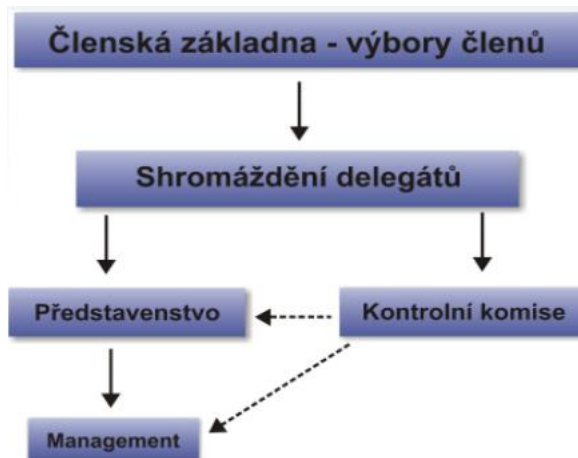 Členská základna - výbory členů
Shromáždění delegátů
Představenstvo
Kontrolní komise
Management